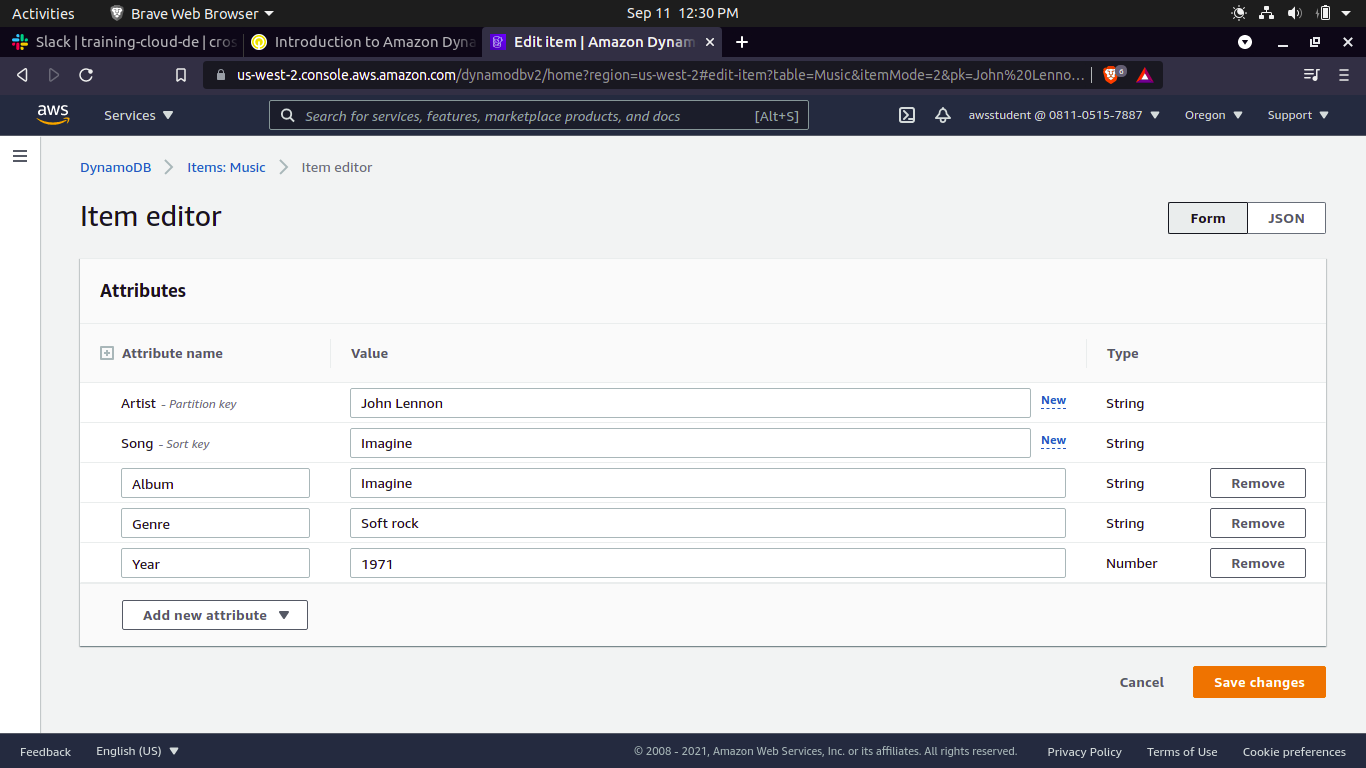 Activities Brave Web Browser Sep 11 12:30 PM
Slack | training-cloud-de | cros Introduction to Amazon Dyna Edit item | Amazon Dynam
us-west-2.console.aws.amazon.com/dynamodbv2/home?region=us-west-2#edit-item?table=Music&itemMode=2&pk=John%20Lenno... 6
aws Services Search for services, features, marketplace products, and docs [Alt+S] awsstudent @ 0811-0515-7887 Oregon Support
DynamoDB Items: Music Item editor
Item editor Form JSON
Attributes
Attribute name Value Type
Artist - Partition key John Lennon New String
Song - Sort key Imagine New String
Album Imagine String Remove
Genre Soft rock String Remove
Year 1971 Number Remove
Add new attribute
Cancel Save changes
Feedback English (US) © 2008 - 2021, Amazon Web Services, Inc. or its affiliates. All rights reserved. Privacy Policy Terms of Use Cookie preferences